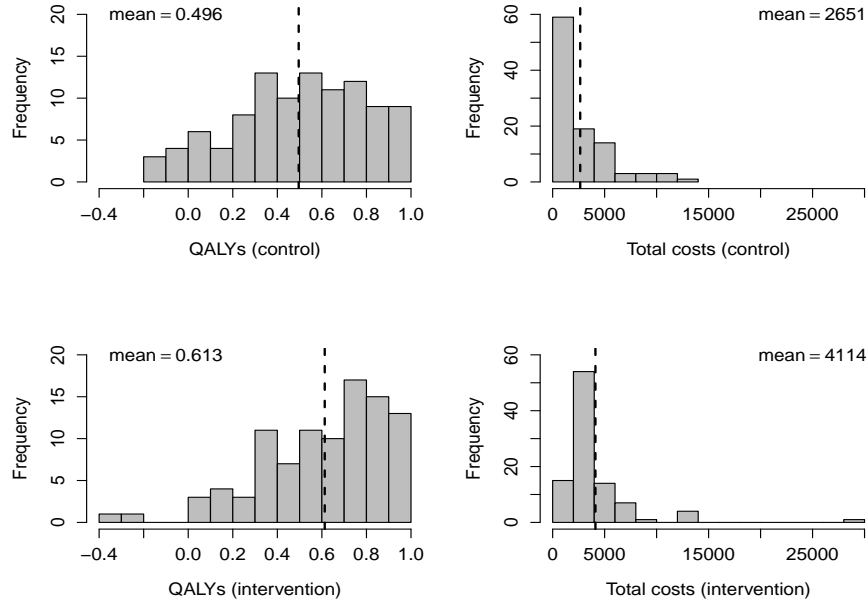 mean = 0.496
Frequency
20
15
10
5
0
−0.4 0.0 0.2 0.4 0.6 0.8 1.0
QALYs (control)
mean = 2651
Frequency
60
40
20
0
0 5000 15000 25000
Total costs (control)
mean = 0.613
Frequency
20
15
10
5
0
−0.4 0.0 0.2 0.4 0.6 0.8 1.0
QALYs (intervention)
mean = 4114
Frequency
60
40
20
0
0 5000 15000 25000
Total costs (intervention)